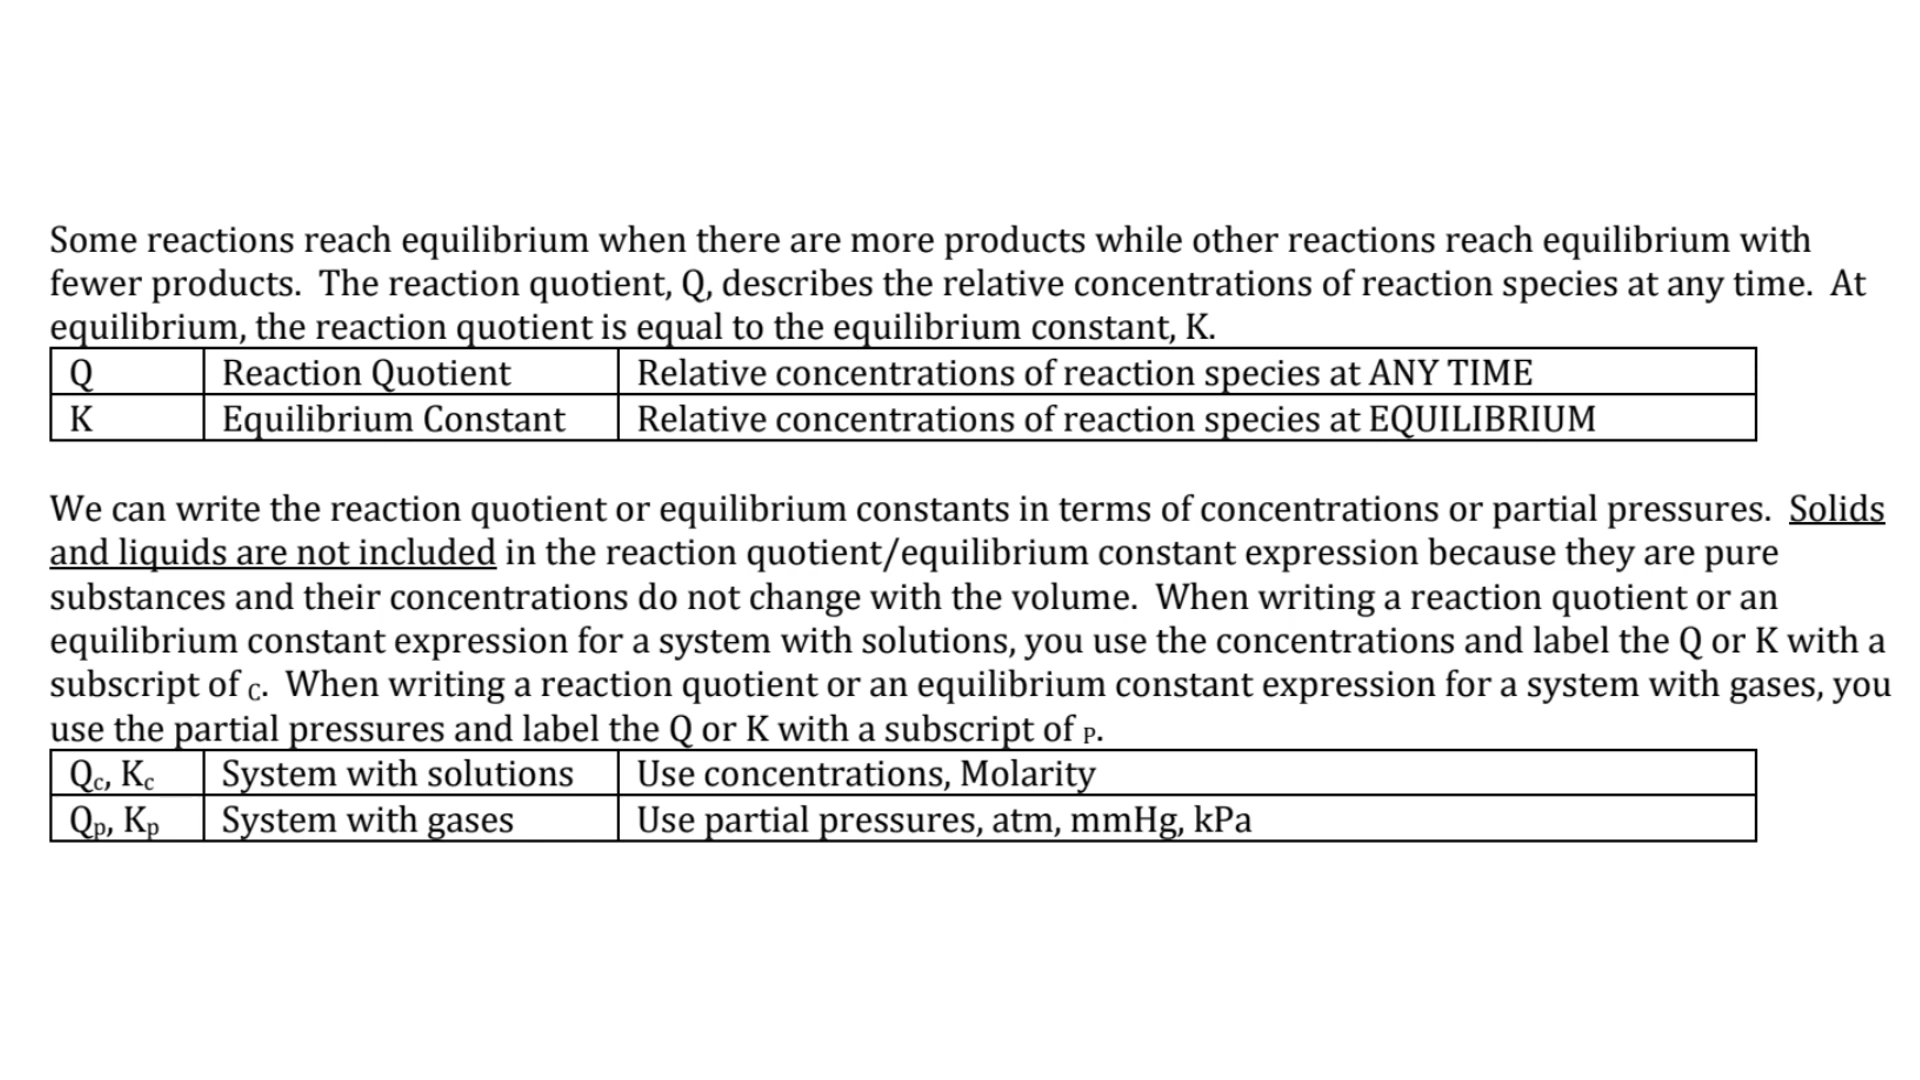 Some reactions reach equilibrium when there are more products while other reactions reach equilibrium with
fewer products.  The reaction quotient, Q, describes the relative concentrations of reaction species at any time.  At
equilibrium, the reaction quotient is equal to the equilibrium constant, K.
Q Reaction Quotient Relative concentrations of reaction species at ANY TIME
K Equilibrium Constant Relative concentrations of reaction species at EQUILIBRIUM
We can write the reaction quotient or equilibrium constants in terms of concentrations or partial pressures.  Solids
and liquids are not included in the reaction quotient/equilibrium constant expression because they are pure
substances and their concentrations do not change with the volume.  When writing a reaction quotient or an
equilibrium constant expression for a system with solutions, you use the concentrations and label the Q or K with a
subscript of C.  When writing a reaction quotient or an equilibrium constant expression for a system with gases, you
use the partial pressures and label the Q or K with a subscript of P.
Qc, Kc System with solutions Use concentrations, Molarity
Qp, Kp System with gases Use partial pressures, atm, mmHg, kPa